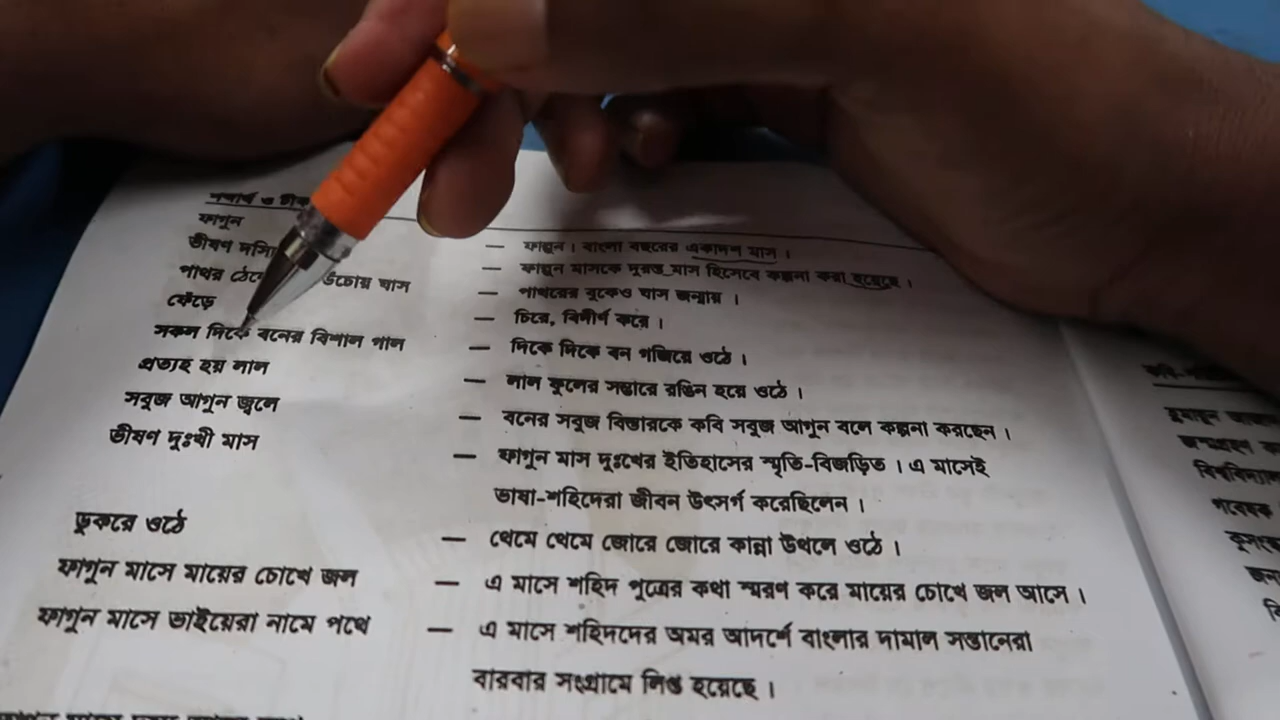 শব্দার্থ ও টীকা
ফাগুন — ফাল্গুন। বাংলা বছরের একাদশ মাস।
ভীষণ দস্যি — ফাল্গুন মাসকে দুরন্ত মাস হিসেবে কল্পনা করা হয়েছে।
পাথর ঠেলে উঁচোয় ঘাস — পাথরের বুকেও ঘাস জন্মায়।
ফেঁড়ে — চিরে, বিদীর্ণ করে।
সকল দিকে বনের বিশাল গাল — দিকে দিকে বন গজিয়ে ওঠে।
প্রত্যহ হয় লাল — লাল ফুলের সম্ভারে রঙিন হয়ে ওঠে।
সবুজ আগুন জ্বলে — বনের সবুজ বিস্তারকে কবি সবুজ আগুন বলে কল্পনা করছেন।
ভীষণ দুঃখী মাস — ফাগুন মাস দুঃখের ইতিহাসের স্মৃতি-বিজড়িত। এ মাসেই
ভাষা-শহিদেরা জীবন উৎসর্গ করেছিলেন।
ডুকরে ওঠে — থেমে থেমে জোরে জোরে কান্না উথলে ওঠে।
ফাগুন মাসে মায়ের চোখে জল — এ মাসে শহিদ পুত্রের কথা স্মরণ করে মায়ের চোখে জল আসে।
ফাগুন মাসে ভাইয়েরা নামে পথে — এ মাসে শহিদদের অমর আদর্শে বাংলার দামাল সন্তানেরা
বারবার সংগ্রামে লিপ্ত হয়েছে।